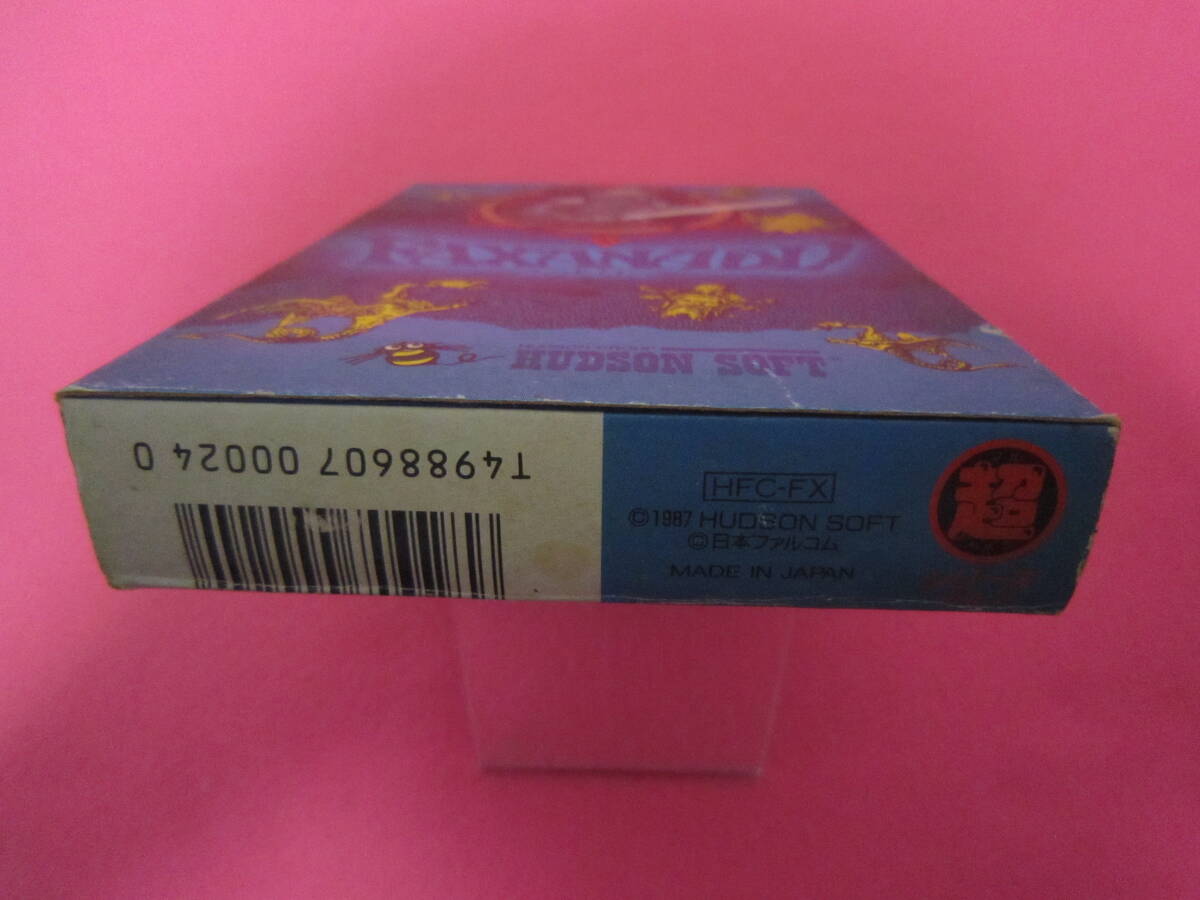 FAXANADU
HUDSON SOFT
T4988607 00024 0
HFC-FX
©1987 HUDSON SOFT
©日本ファルコム
MADE IN JAPAN
超